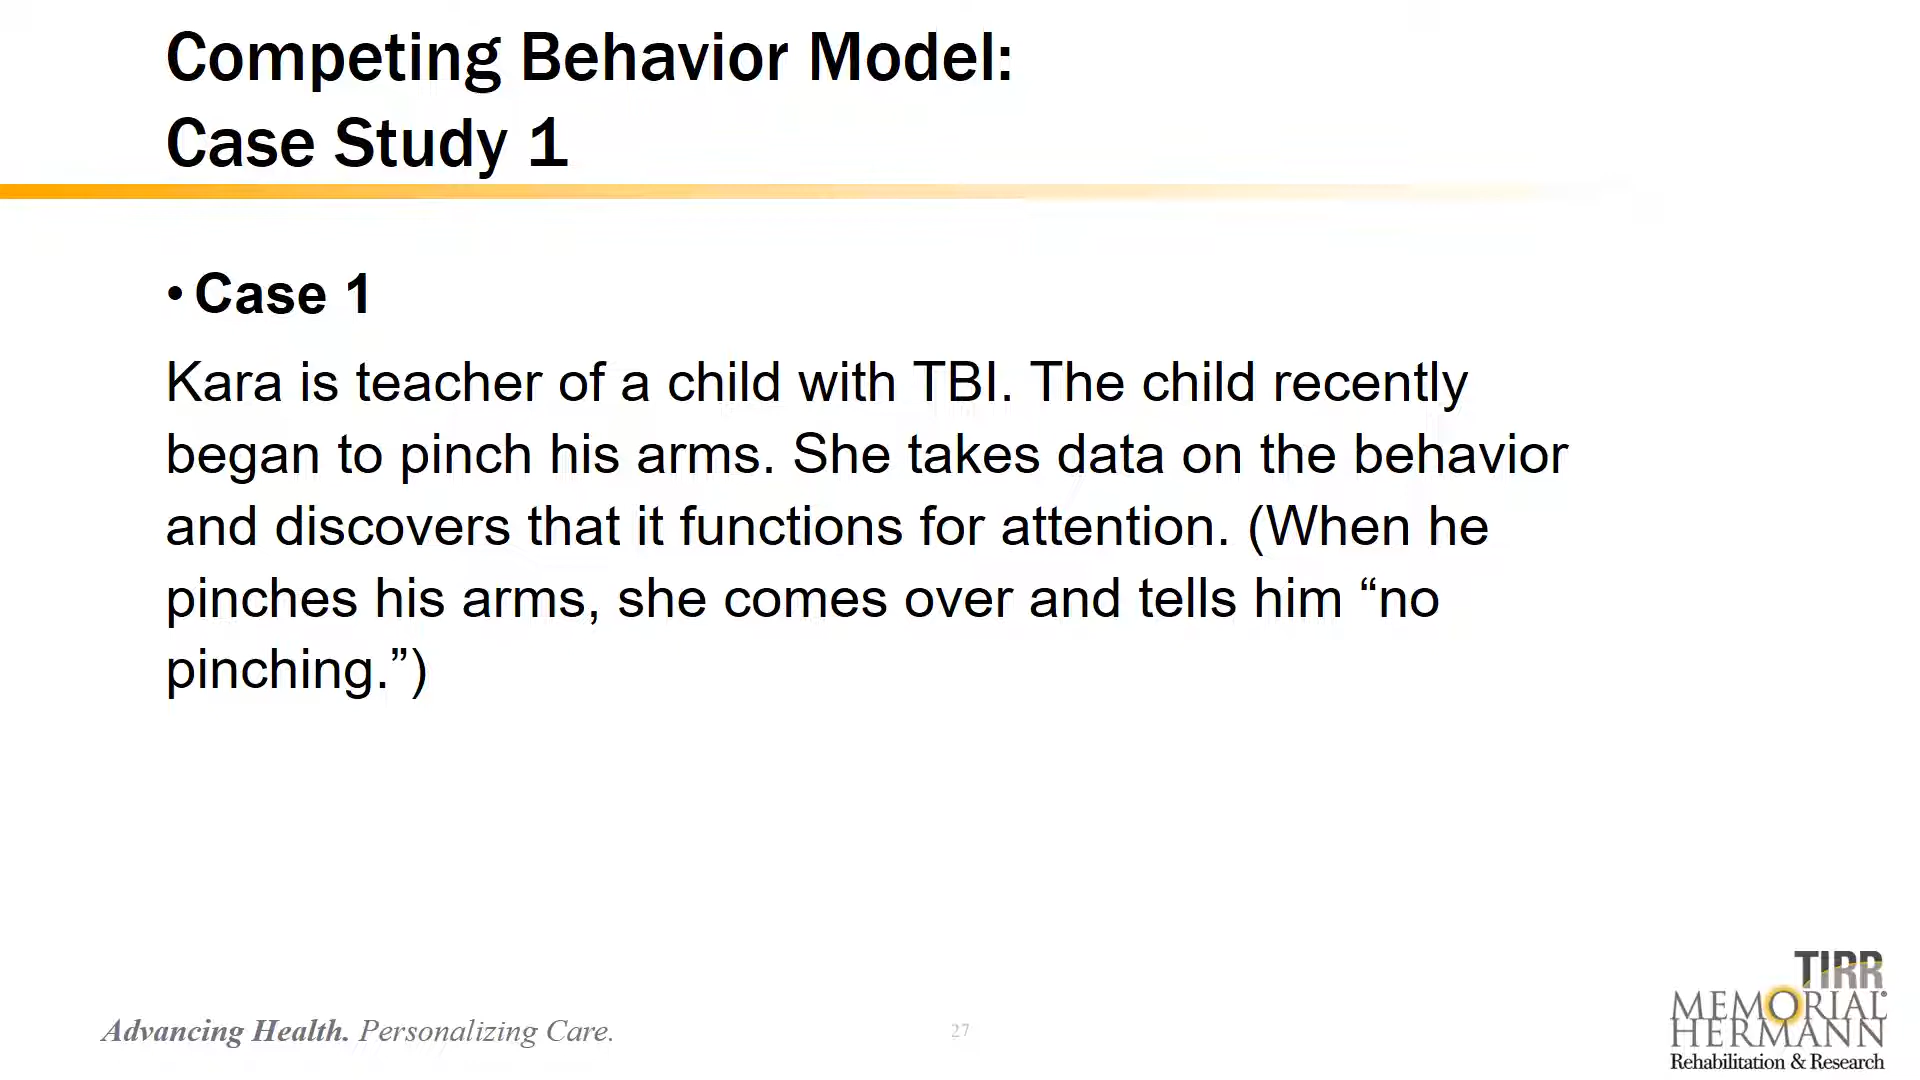 Competing Behavior Model:
Case Study 1
• Case 1
Kara is teacher of a child with TBI. The child recently
began to pinch his arms. She takes data on the behavior
and discovers that it functions for attention. (When he
pinches his arms, she comes over and tells him “no
pinching.”)
Advancing Health. Personalizing Care.
27
TIRR
MEMORIAL®
HERMANN
Rehabilitation & Research